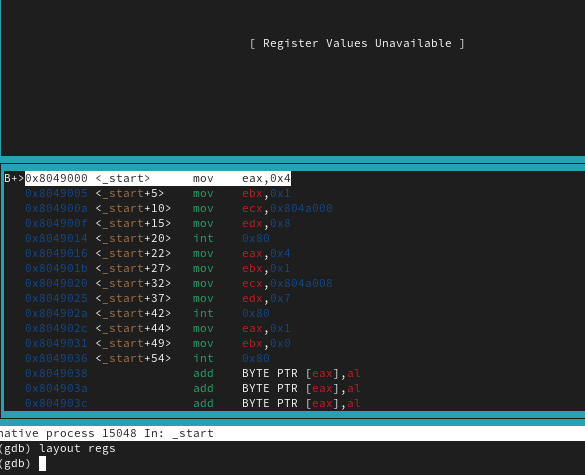 [ Register Values Unavailable ]
B+>0x8049000 <_start> mov eax,0x4
0x8049005 <_start+5> mov ebx,0x1
0x804900a <_start+10> mov ecx,0x804a000
0x804900f <_start+15> mov edx,0x8
0x8049014 <_start+20> int 0x80
0x8049016 <_start+22> mov eax,0x4
0x804901b <_start+27> mov ebx,0x1
0x8049020 <_start+32> mov ecx,0x804a008
0x8049025 <_start+37> mov edx,0x7
0x804902a <_start+42> int 0x80
0x804902c <_start+44> mov eax,0x1
0x8049031 <_start+49> mov ebx,0x0
0x8049036 <_start+54> int 0x80
0x8049038 add BYTE PTR [eax],al
0x804903a add BYTE PTR [eax],al
0x804903c add BYTE PTR [eax],al
native process 15048 In: _start
(gdb) layout regs
(gdb)